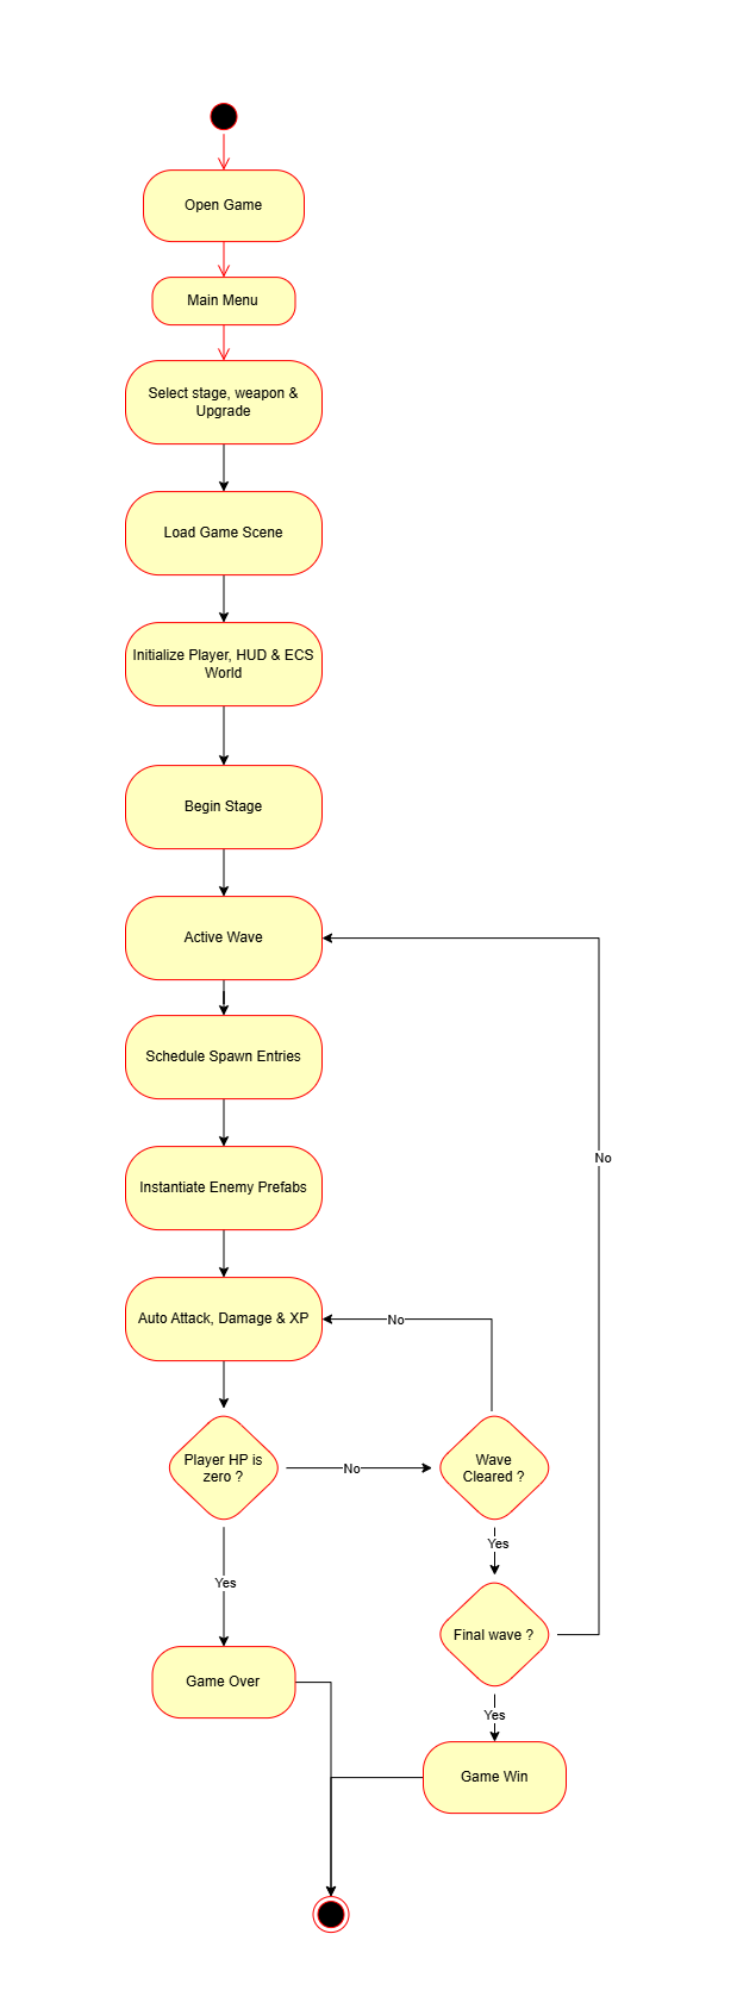 Open Game
Main Menu
Select stage, weapon &
Upgrade
Load Game Scene
Initialize Player, HUD & ECS
World
Begin Stage
Active Wave
Schedule Spawn Entries
No
Instantiate Enemy Prefabs
Auto Attack, Damage & XP
No
Player HP is
zero ?
No
Wave
Cleared ?
Yes
Yes
Final wave ?
Game Over
Yes
Game Win